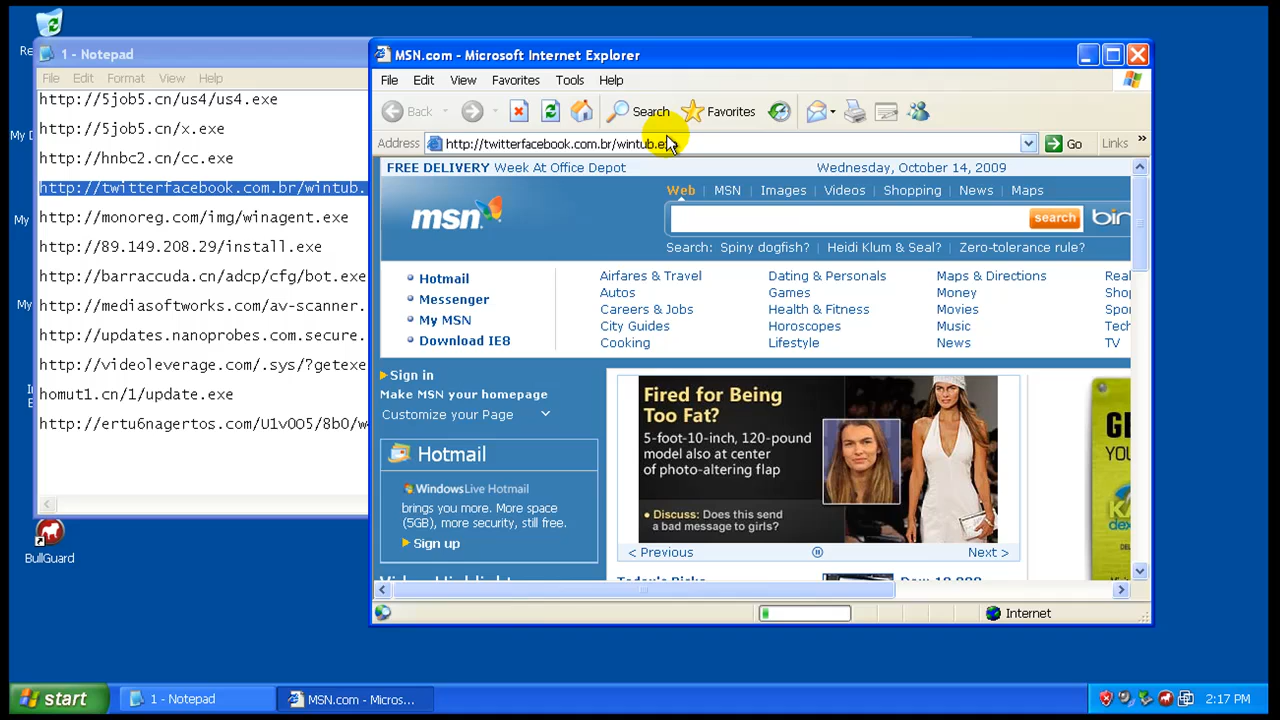 Re
1 - Notepad
File Edit Format View Help
http://5job5.cn/us4/us4.exe
http://5job5.cn/x.exe
http://hnbc2.cn/cc.exe
http://twitterfacebook.com.br/wintub.
http://monoreg.com/img/winagent.exe
http://89.149.208.29/install.exe
http://barraccuda.cn/adcp/cfg/bot.exe
http://mediasoftworks.com/av-scanner.
http://updates.nanoprobes.com.secure.
http://videoleverage.com/.sys/?getexe
homut1.cn/1/update.exe
My D
My
My
BullGuard
MSN.com - Microsoft Internet Explorer
File Edit View Favorites Tools Help
Back Search Favorites
Address http://twitterfacebook.com.br/wintub. Go Links »
FREE DELIVERY Week At Office Depot Wednesday, October 14, 2009
Web MSN Images Videos Shopping News Maps
msn
search bin
Search: Spiny dogfish? Heidi Klum & Seal? Zero-tolerance rule?
Hotmail
Messenger
My MSN
Download IE8
Airfares & Travel Dating & Personals Maps & Directions Real
Autos Games Money Shop
Careers & Jobs Health & Fitness Movies Spor
City Guides Horoscopes Music Tech
Cooking Lifestyle News TV
Sign in
Make MSN your homepage
Customize your Page
Hotmail
Windows Live Hotmail
brings you more. More space
(5GB), more security, still free.
Sign up
Fired for Being
Too Fat?
5-foot-10-inch, 120-pound
model also at center
of photo-altering flap
Discuss: Does this send
a bad message to girls?
< Previous Next >
Internet
start 1 - Notepad MSN.com - Micros... 2:17 PM